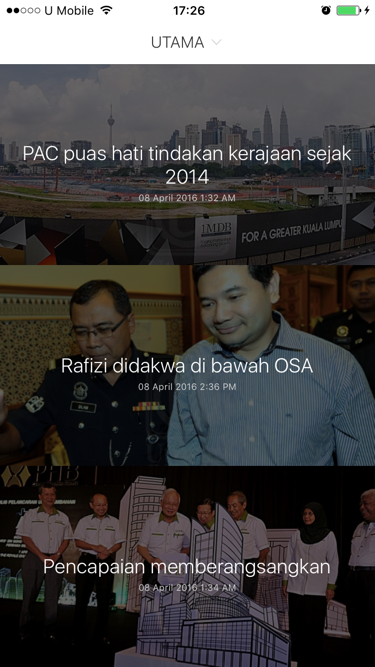 U Mobile 17:26
UTAMA
PAC puas hati tindakan kerajaan sejak
2014
08 April 2016 1:32 AM
1MDB
FOR A GREATER KUALA LUMPU
Rafizi didakwa di bawah OSA
08 April 2016 2:36 PM
Pencapaian memberangsangkan
08 April 2016 1:34 AM